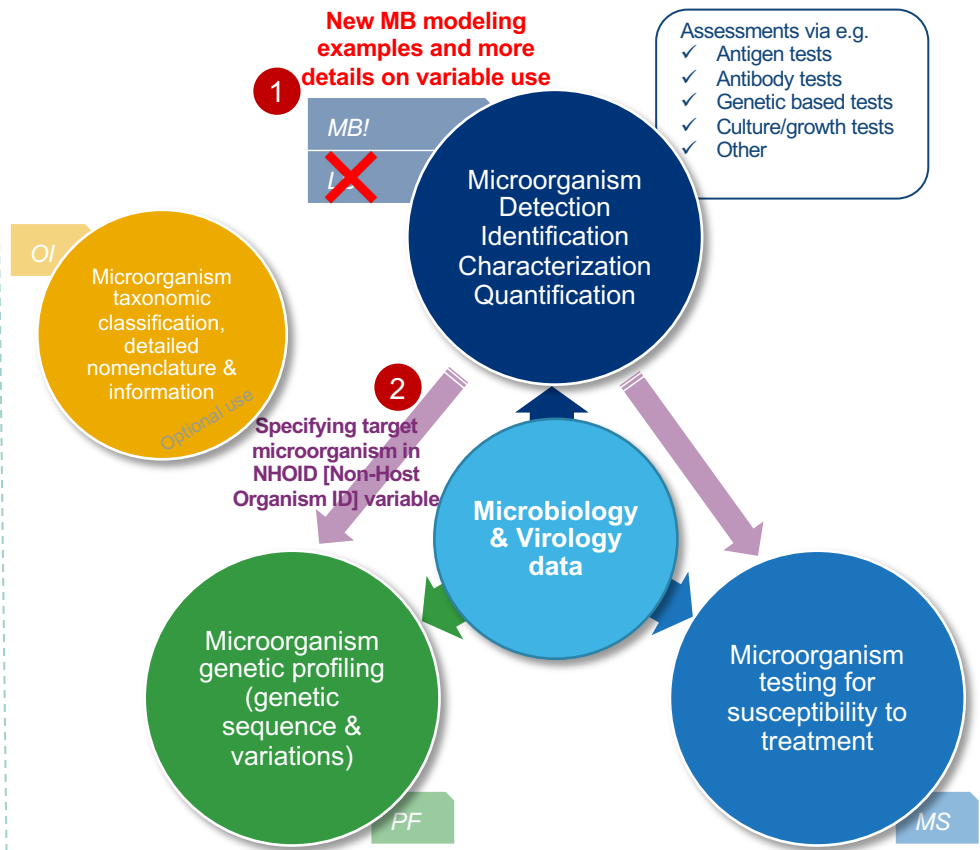 New MB modeling
examples and more
details on variable use
1
MB!
Assessments via e.g.
✓ Antigen tests
✓ Antibody tests
✓ Genetic based tests
✓ Culture/growth tests
✓ Other
Microorganism
Detection
Identification
Characterization
Quantification
OI
Microorganism
taxonomic
classification,
detailed
nomenclature &
information
Optional use
2
Specifying target
microorganism in
NHOID [Non-Host
Organism ID] variable
Microbiology
& Virology
data
Microorganism
genetic profiling
(genetic
sequence &
variations)
PF
Microorganism
testing for
susceptibility to
treatment
MS